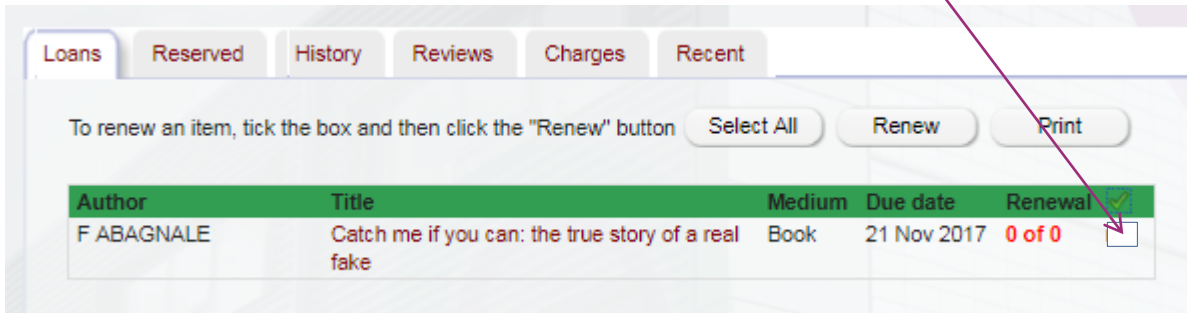 Loans Reserved History Reviews Charges Recent
To renew an item, tick the box and then click the "Renew" button Select All Renew Print
Author Title Medium Due date Renewal
F ABAGNALE Catch me if you can: the true story of a real Book 21 Nov 2017 0 of 0
fake